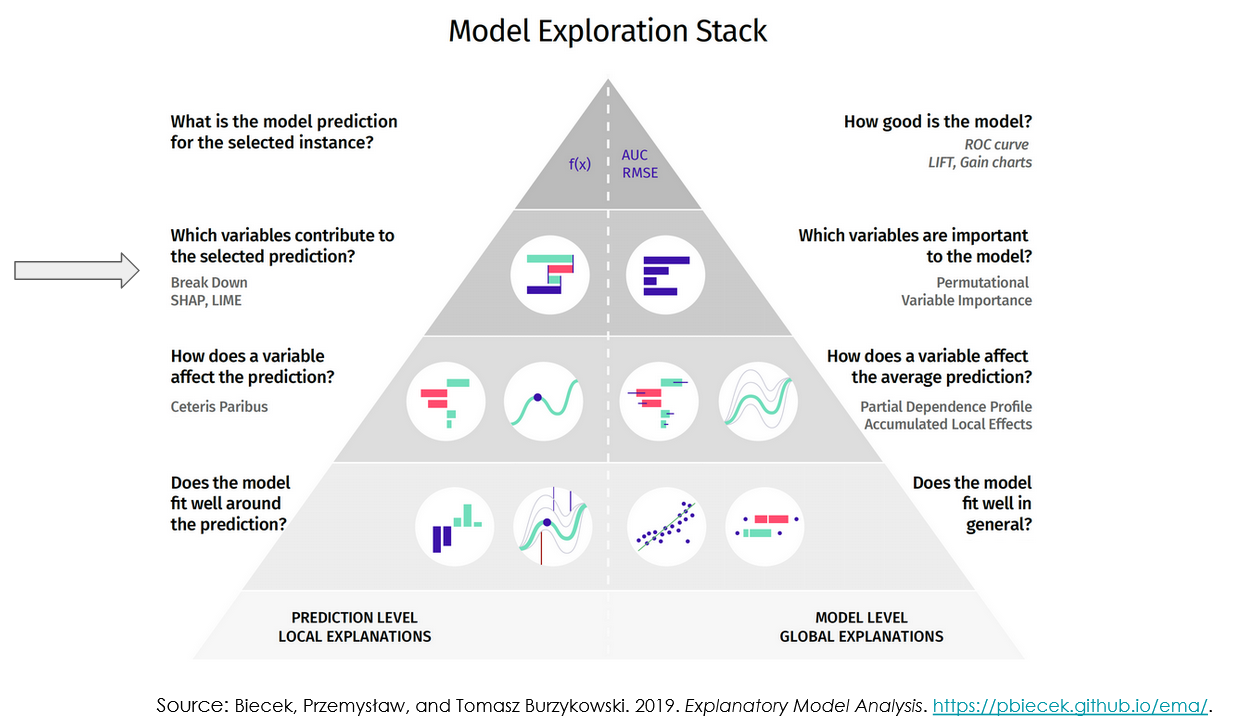 Model Exploration Stack
What is the model prediction
for the selected instance?
f(x)
AUC
RMSE
How good is the model?
ROC curve
LIFT, Gain charts
Which variables contribute to
the selected prediction?
Break Down
SHAP, LIME
Which variables are important
to the model?
Permutational
Variable Importance
How does a variable
affect the prediction?
Ceteris Paribus
How does a variable affect
the average prediction?
Partial Dependence Profile
Accumulated Local Effects
Does the model
fit well around
the prediction?
Does the model
fit well in
general?
PREDICTION LEVEL
LOCAL EXPLANATIONS
MODEL LEVEL
GLOBAL EXPLANATIONS
Source: Biecek, Przemysław, and Tomasz Burzykowski. 2019. Explanatory Model Analysis. https://pbiecek.github.io/ema/.